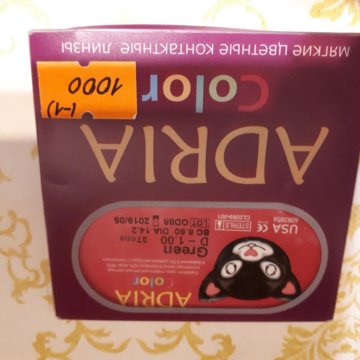 МЯГКИЕ ЦВЕТНЫЕ КОНТАКТНЫЕ ЛИНЗЫ
Color
ADRIA
(-1)
1000
ADRIA
Color
Green
D – 1.00
BC 8.60 DIA 14.2
LOT OD88 2019/05
STERILE
USA